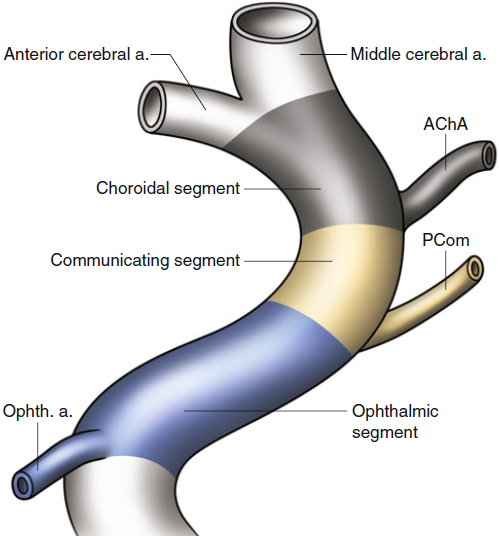 Anterior cerebral a.
Middle cerebral a.
AChA
Choroidal segment
PCom
Communicating segment
Ophth. a.
Ophthalmic
segment